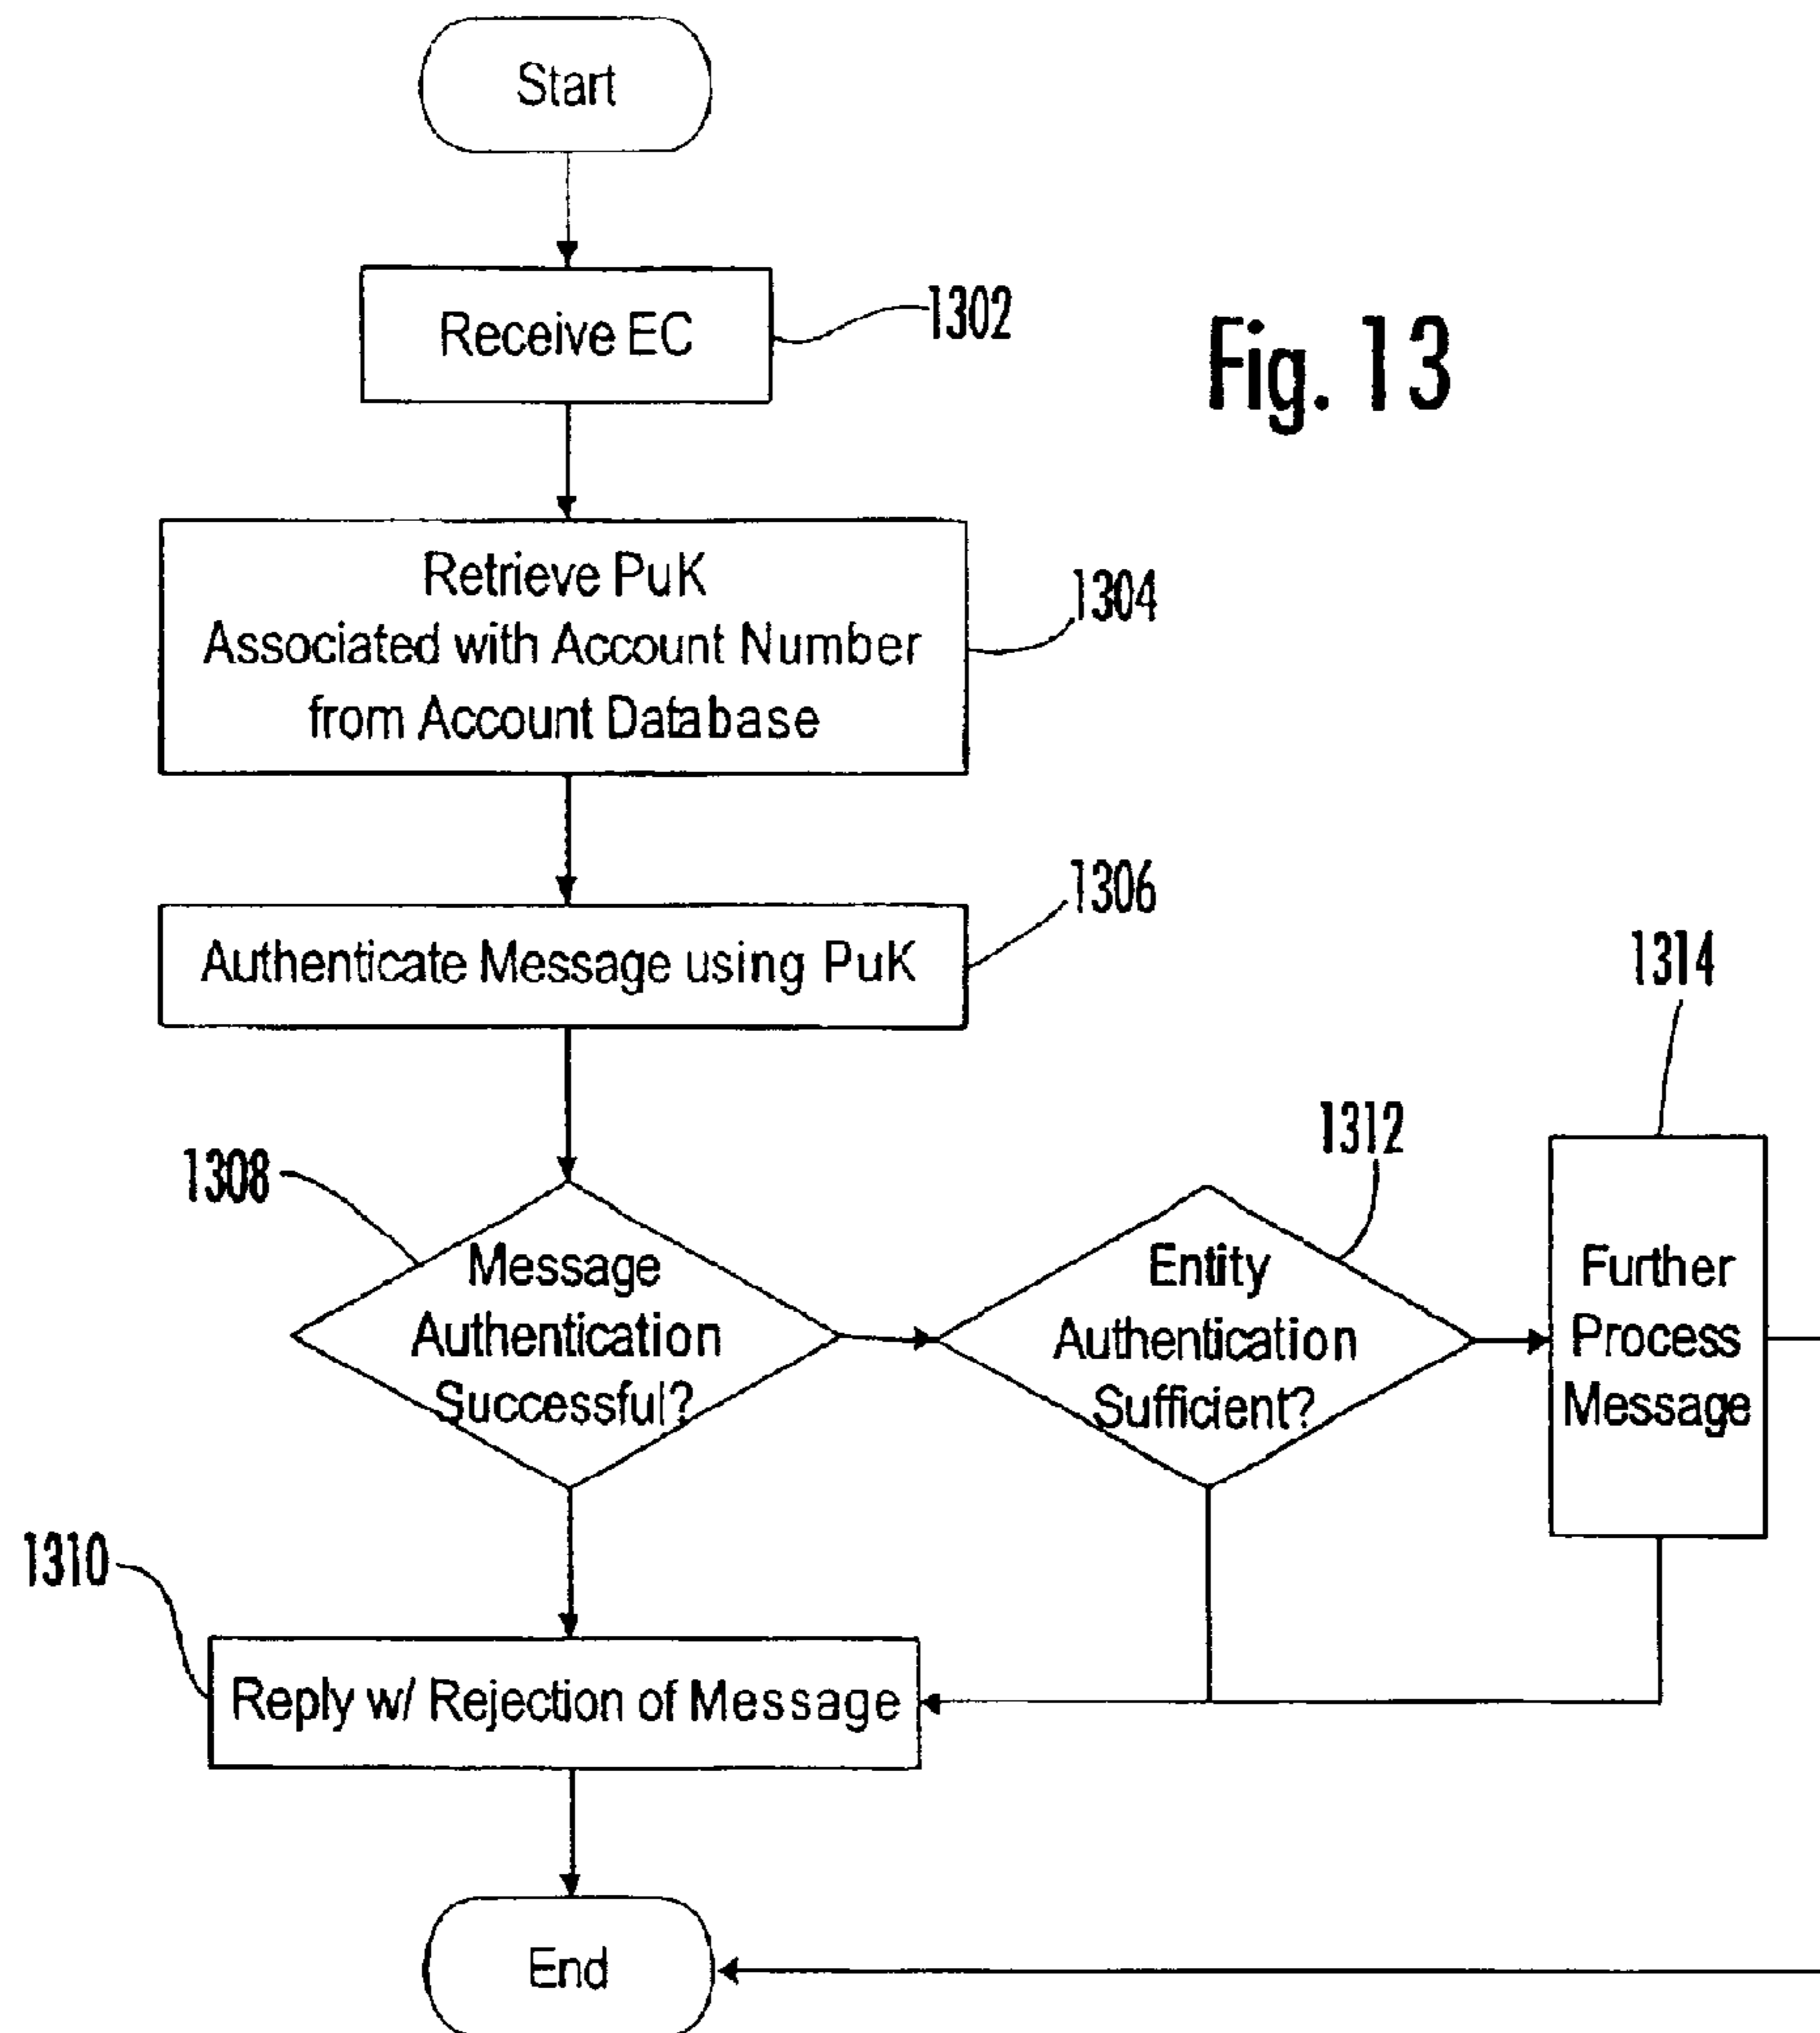 Start
Receive EC
1302
Fig. 13
Retrieve PuK
Associated with Account Number
from Account Database
1304
Authenticate Message using PuK
1306
1308
Message
Authentication
Successful?
1312
Entity
Authentication
Sufficient?
1314
Further
Process
Message
1310
Reply w/ Rejection of Message
End